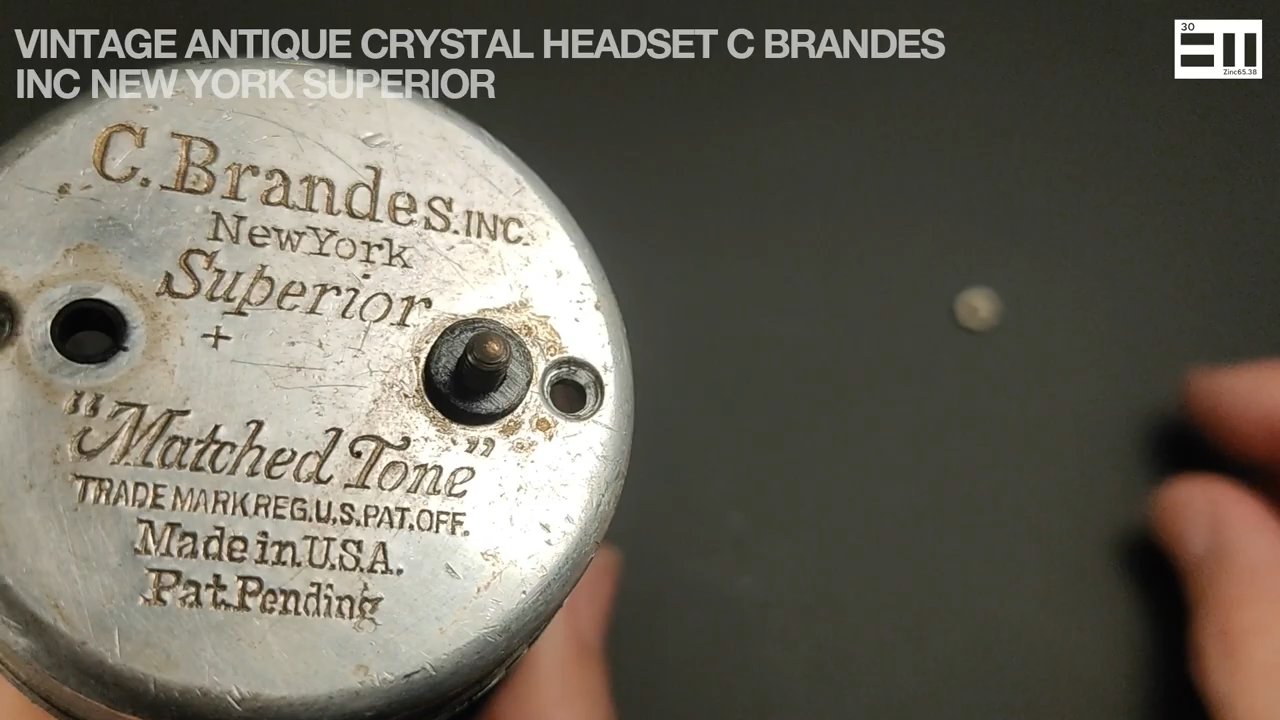 VINTAGE ANTIQUE CRYSTAL HEADSET C BRANDES
INC NEW YORK SUPERIOR
30
Zinc65.38
C. Brandes. INC.
New York
Superior
+
"Matched Tone"
TRADE MARK REG. U.S. PAT. OFF.
Made in U.S.A.
Pat. Pending